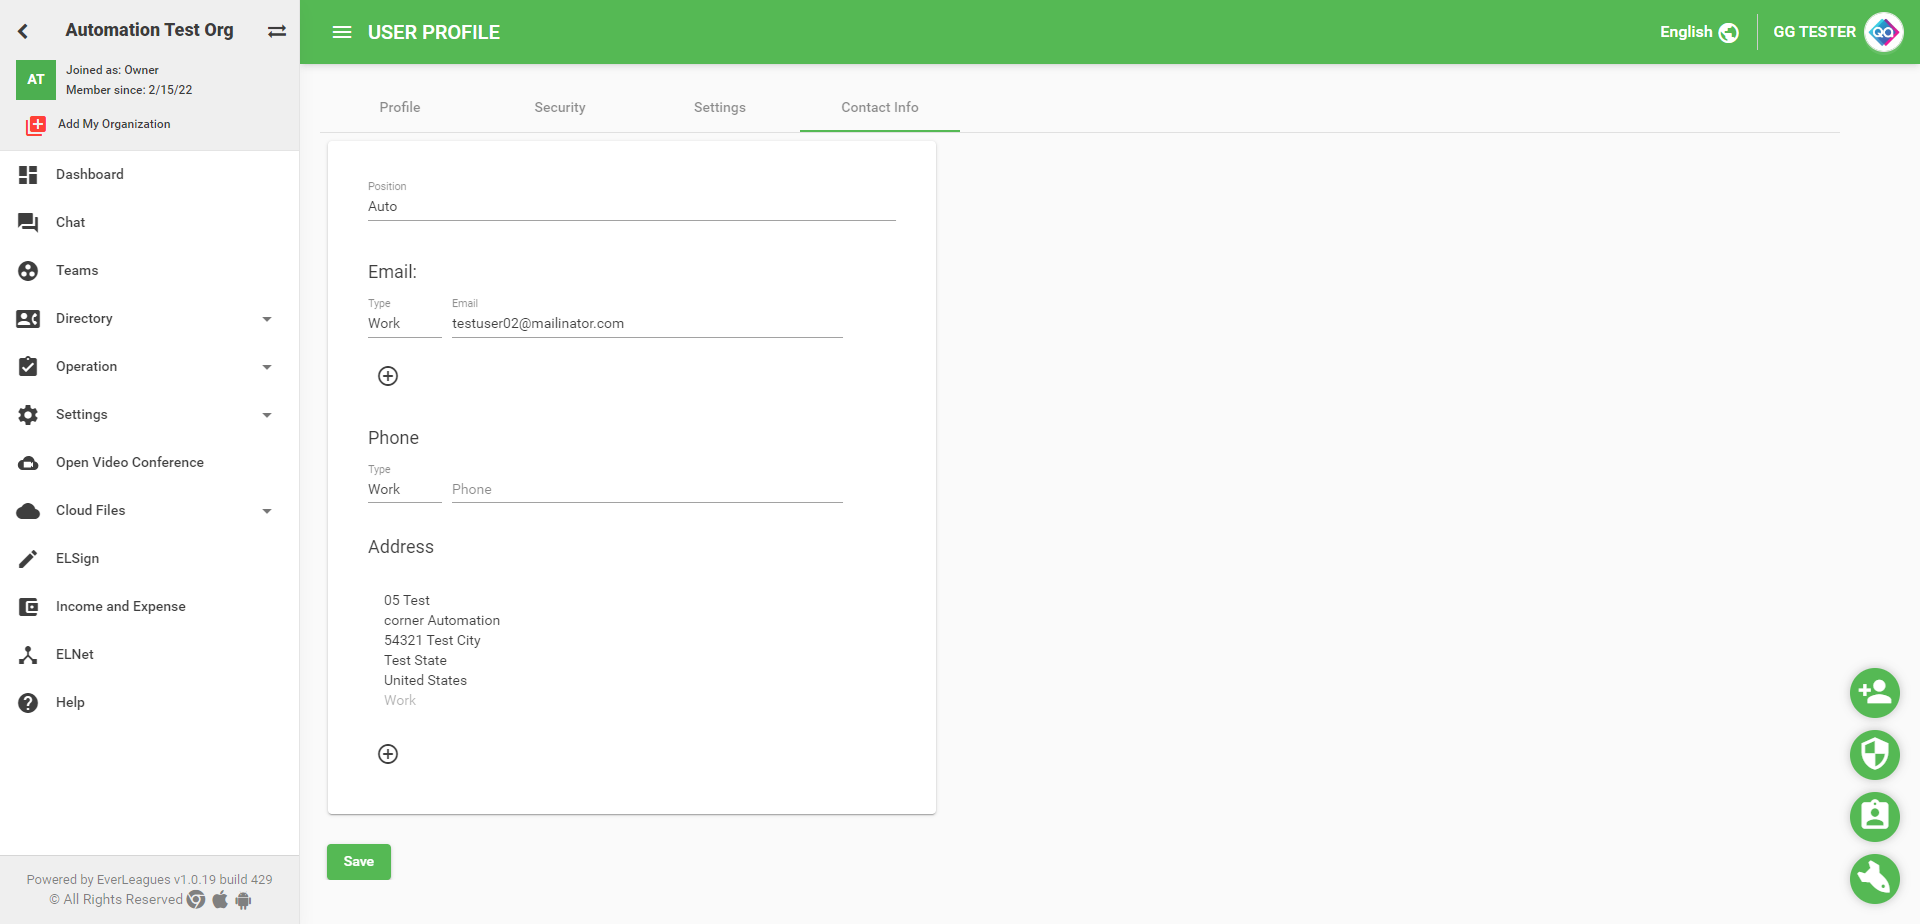 Automation Test Org
AT
Joined as: Owner
Member since: 2/15/22
Add My Organization
Dashboard
Chat
Teams
Directory
Operation
Settings
Open Video Conference
Cloud Files
ELSign
Income and Expense
ELNet
Help
Powered by EverLeagues v1.0.19 build 429
© All Rights Reserved
USER PROFILE
English
GG TESTER
QA
Profile
Security
Settings
Contact Info
Position
Auto
Email:
Type
Email
Work
testuser02@mailinator.com
Phone
Type
Work
Phone
Address
05 Test
corner Automation
54321 Test City
Test State
United States
Work
Save